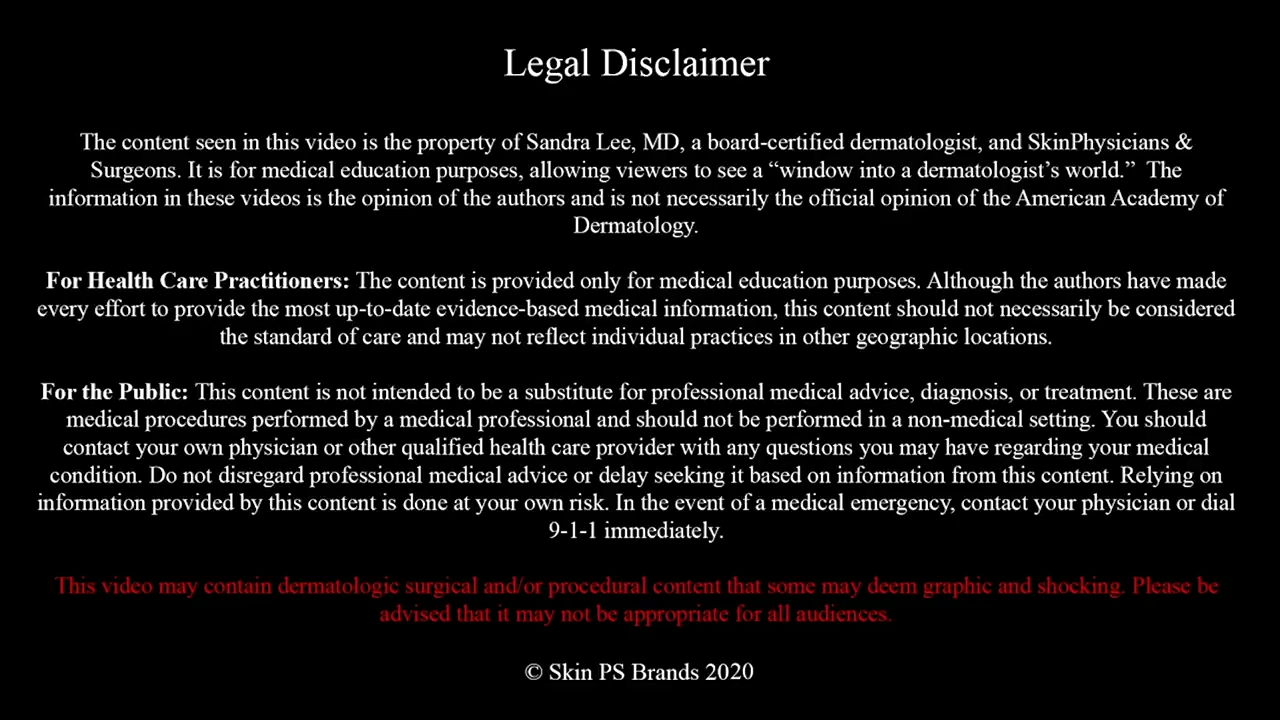 Legal Disclaimer
The content seen in this video is the property of Sandra Lee, MD, a board-certified dermatologist, and SkinPhysicians &
Surgeons. It is for medical education purposes, allowing viewers to see a “window into a dermatologist’s world.”  The
information in these videos is the opinion of the authors and is not necessarily the official opinion of the American Academy of
Dermatology.
For Health Care Practitioners: The content is provided only for medical education purposes. Although the authors have made
every effort to provide the most up-to-date evidence-based medical information, this content should not necessarily be considered
the standard of care and may not reflect individual practices in other geographic locations.
For the Public: This content is not intended to be a substitute for professional medical advice, diagnosis, or treatment. These are
medical procedures performed by a medical professional and should not be performed in a non-medical setting. You should
contact your own physician or other qualified health care provider with any questions you may have regarding your medical
condition. Do not disregard professional medical advice or delay seeking it based on information from this content. Relying on
information provided by this content is done at your own risk. In the event of a medical emergency, contact your physician or dial
9-1-1 immediately.
This video may contain dermatologic surgical and/or procedural content that some may deem graphic and shocking. Please be
advised that it may not be appropriate for all audiences.
© Skin PS Brands 2020